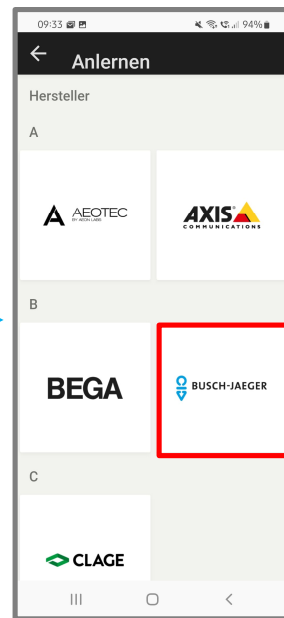 09:33 94%
Anlernen
Hersteller
A
AEOTEC
BY AEON LABS
AXIS
COMMUNICATIONS
B
BEGA
BUSCH-JAEGER
C
CLAGE